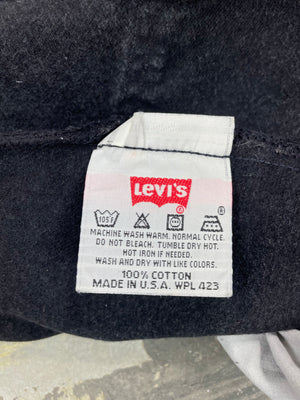 LEVI'S
105F
MACHINE WASH WARM. NORMAL CYCLE.
DO NOT BLEACH. TUMBLE DRY HOT.
HOT IRON IF NEEDED.
WASH AND DRY WITH LIKE COLORS.
100% COTTON
MADE IN U.S.A. WPL 423